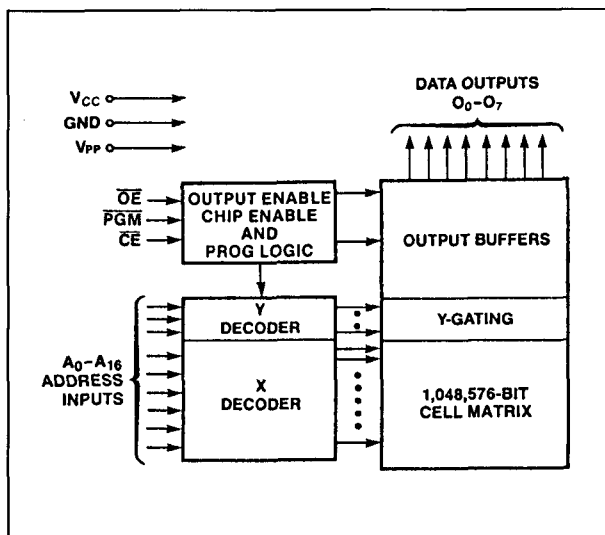 VCC
GND
VPP
DATA OUTPUTS
O0–O7
OE
PGM
CE
OUTPUT ENABLE
CHIP ENABLE
AND
PROG LOGIC
OUTPUT BUFFERS
Y
DECODER
Y-GATING
A0–A16
ADDRESS
INPUTS
X
DECODER
1,048,576-BIT
CELL MATRIX